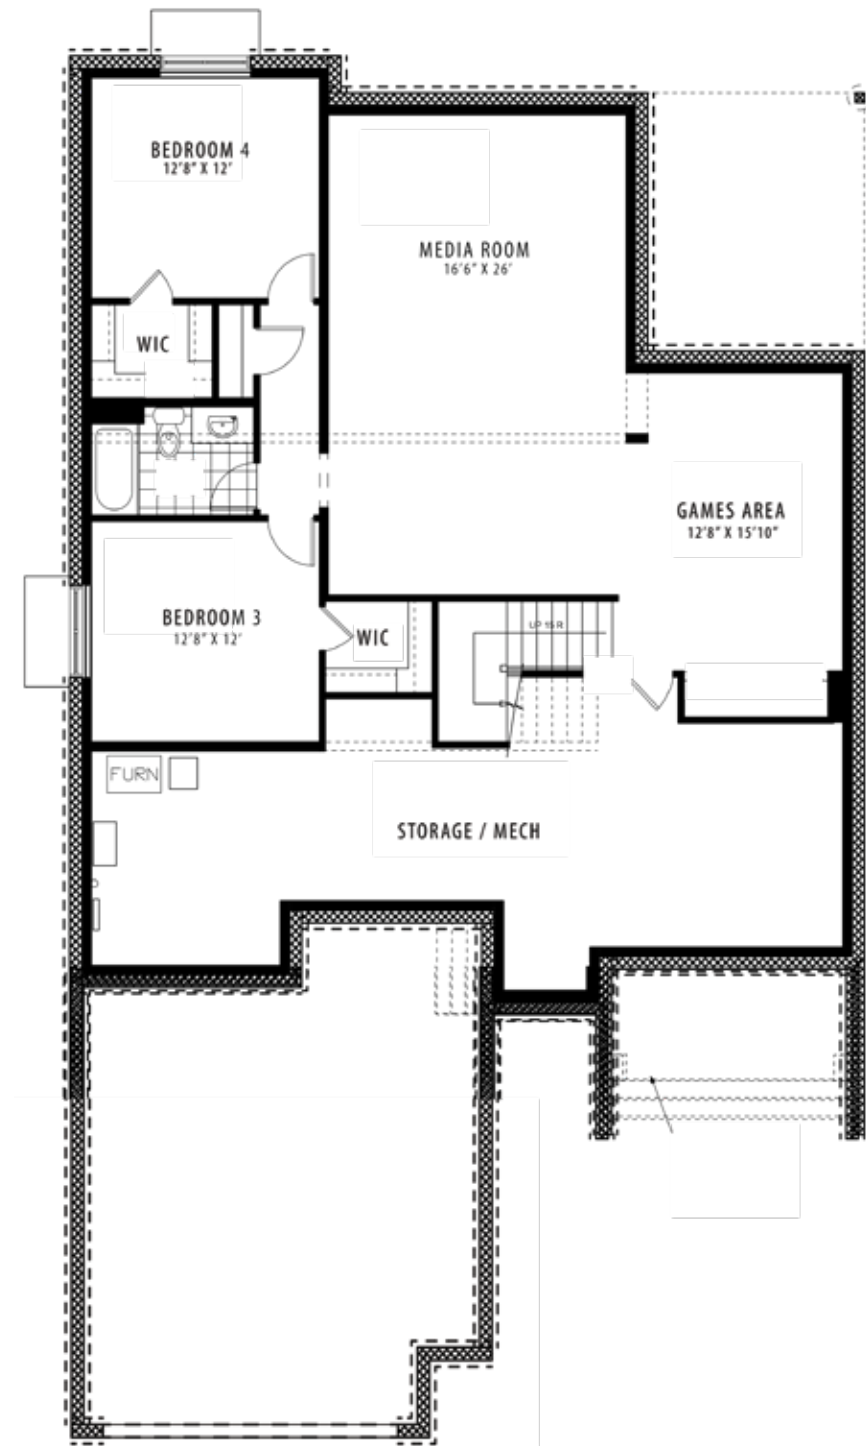 BEDROOM 4
12'8" X 12'
MEDIA ROOM
16'6" X 26'
WIC
GAMES AREA
12'8" X 15'10"
BEDROOM 3
12'8" X 12'
WIC
UP 15 R
FURN
STORAGE / MECH